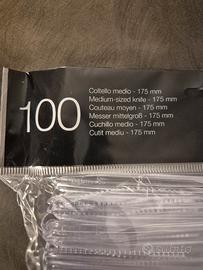 100
Coltello medio - 175 mm
Medium-sized knife - 175 mm
Couteau moyen - 175 mm
Messer mittelgroß - 175 mm
Cuchillo medio - 175 mm
Cutit mediu - 175 mm
subito